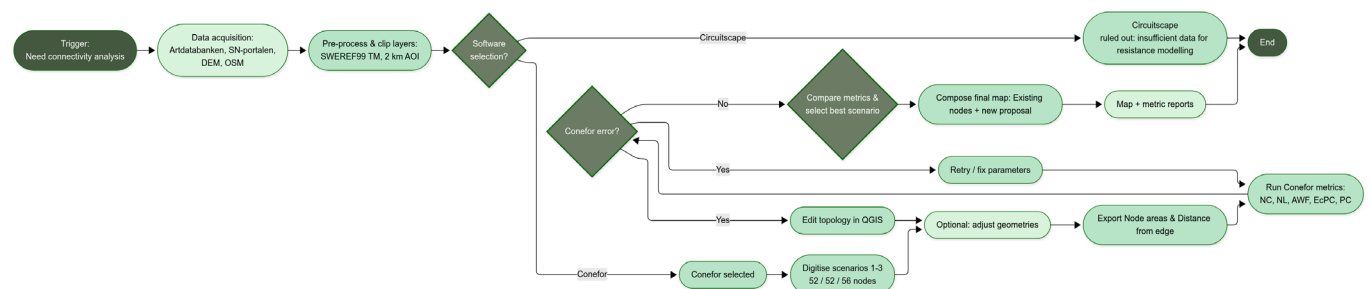 Trigger:
Need connectivity analysis
Data acquisition:
Artdatabanken, SN-portalen,
DEM, OSM
Pre-process & clip layers:
SWEREF99 TM, 2 km AOI
Software
selection?
Circuitscape
Circuitscape
ruled out: insufficient data for
resistance modelling
End
Conefor error?
No
Compare metrics &
select best scenario
Compose final map: Existing
nodes + new proposal
Map + metric reports
Yes
Retry / fix parameters
Run Conefor metrics:
NC, NL, AWF, EcPC, PC
Yes
Edit topology in QGIS
Optional: adjust geometries
Export Node areas & Distance
from edge
Conefor
Conefor selected
Digitise scenarios 1-3
52 / 52 / 56 nodes